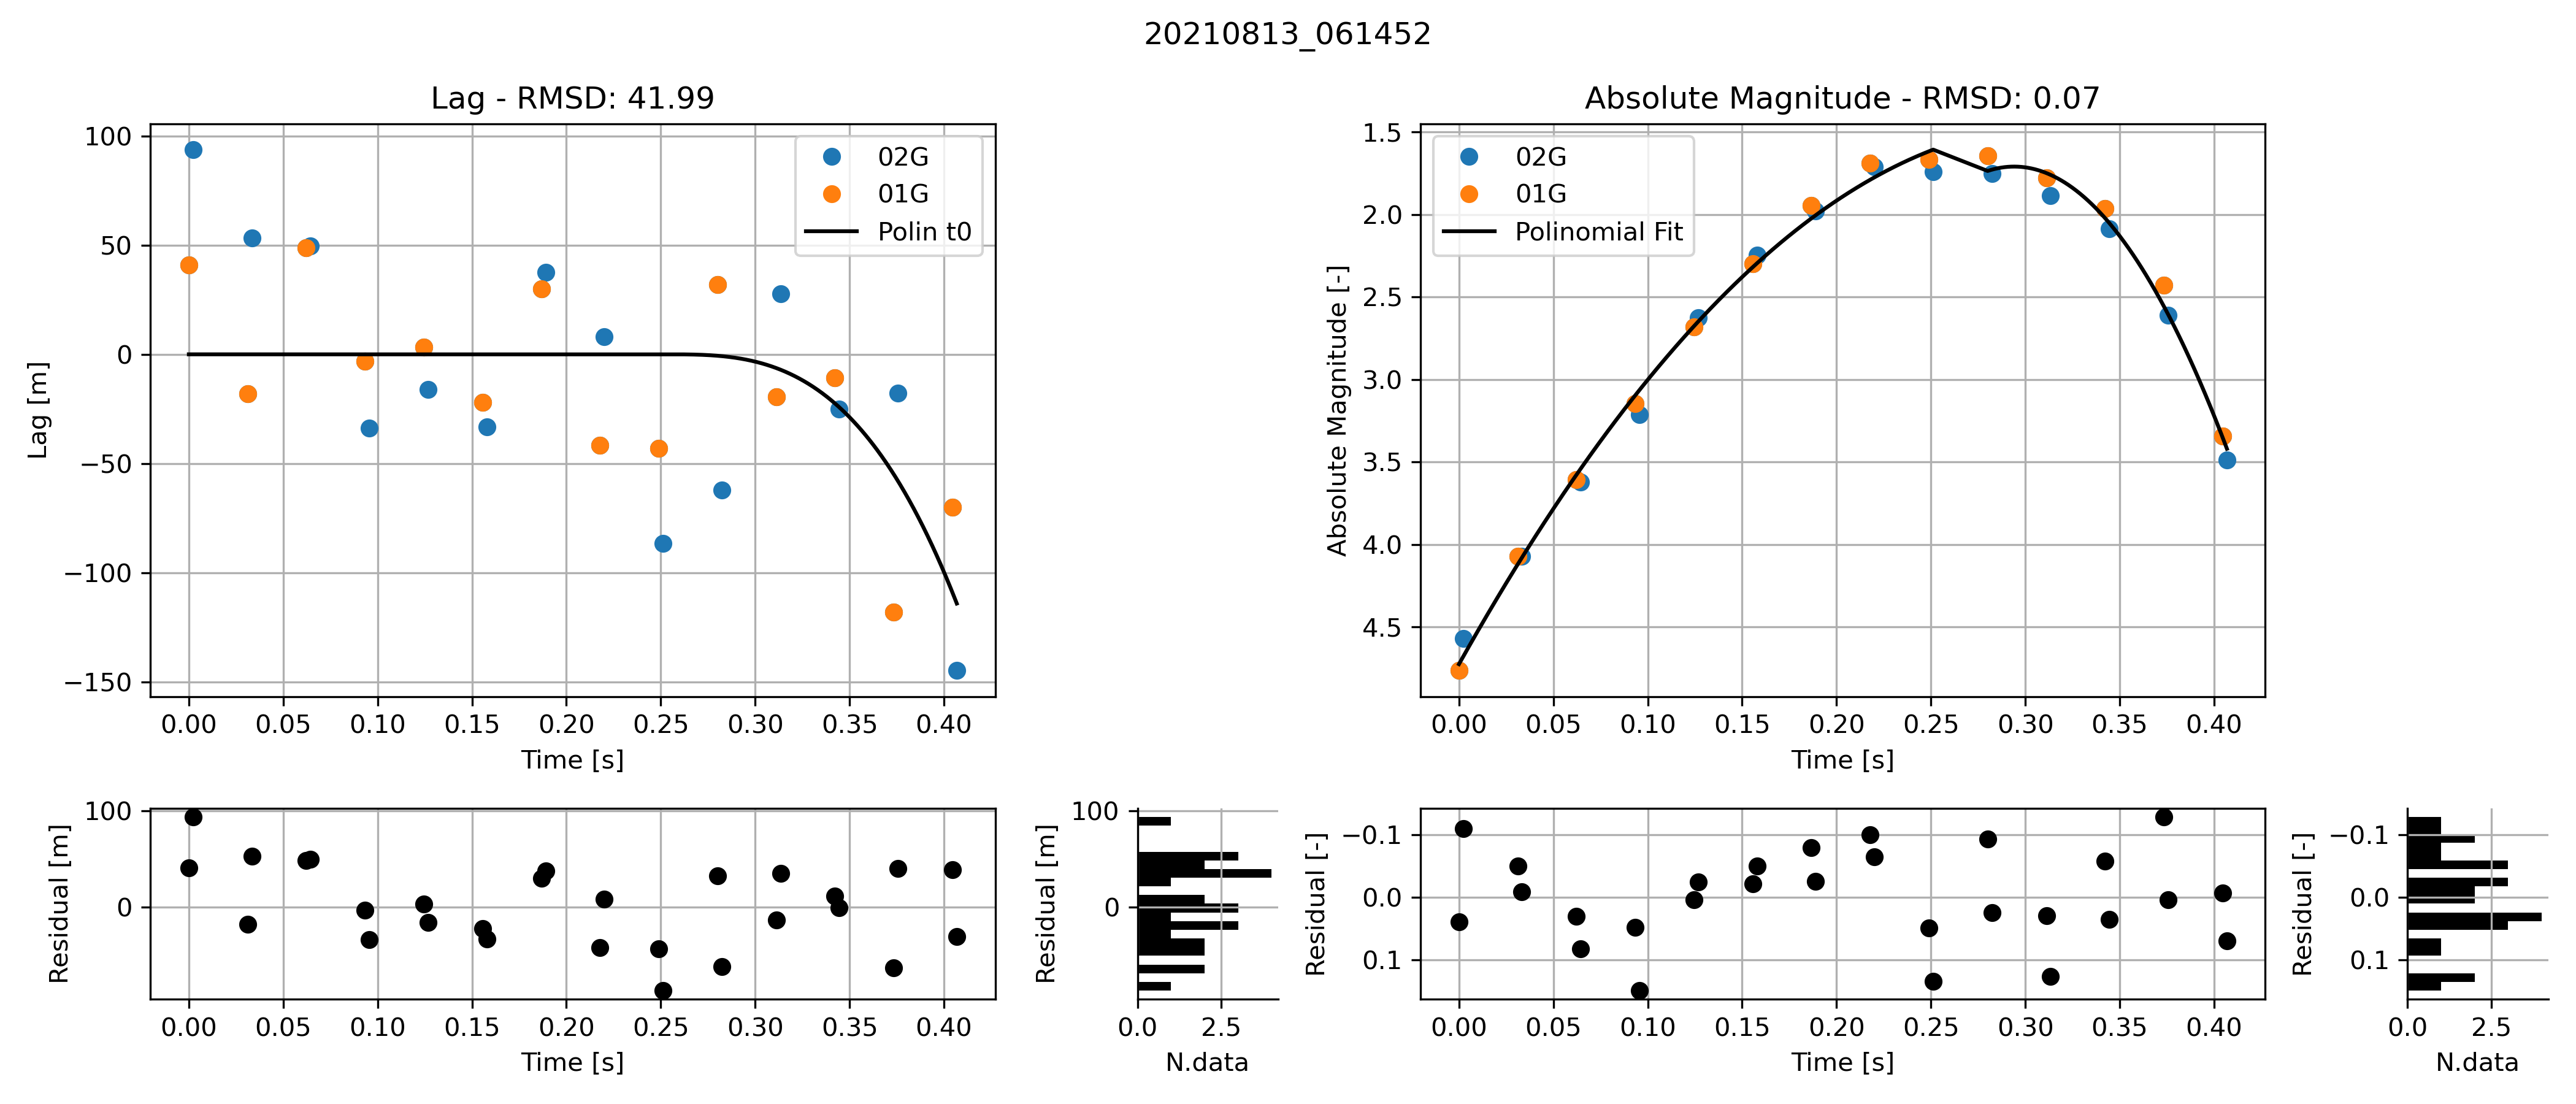 20210813_061452
Lag - RMSD: 41.99
100
50
0
−50
−100
−150
Lag [m]
02G
01G
Polin t0
0.00 0.05 0.10 0.15 0.20 0.25 0.30 0.35 0.40
Time [s]
Absolute Magnitude - RMSD: 0.07
1.5
2.0
2.5
3.0
3.5
4.0
4.5
Absolute Magnitude [-]
02G
01G
Polinomial Fit
0.00 0.05 0.10 0.15 0.20 0.25 0.30 0.35 0.40
Time [s]
100
0
Residual [m]
0.00 0.05 0.10 0.15 0.20 0.25 0.30 0.35 0.40
Time [s]
100
0
Residual [m]
0.0 2.5
N.data
−0.1
0.0
0.1
Residual [-]
0.00 0.05 0.10 0.15 0.20 0.25 0.30 0.35 0.40
Time [s]
−0.1
0.0
0.1
Residual [-]
0.0 2.5
N.data